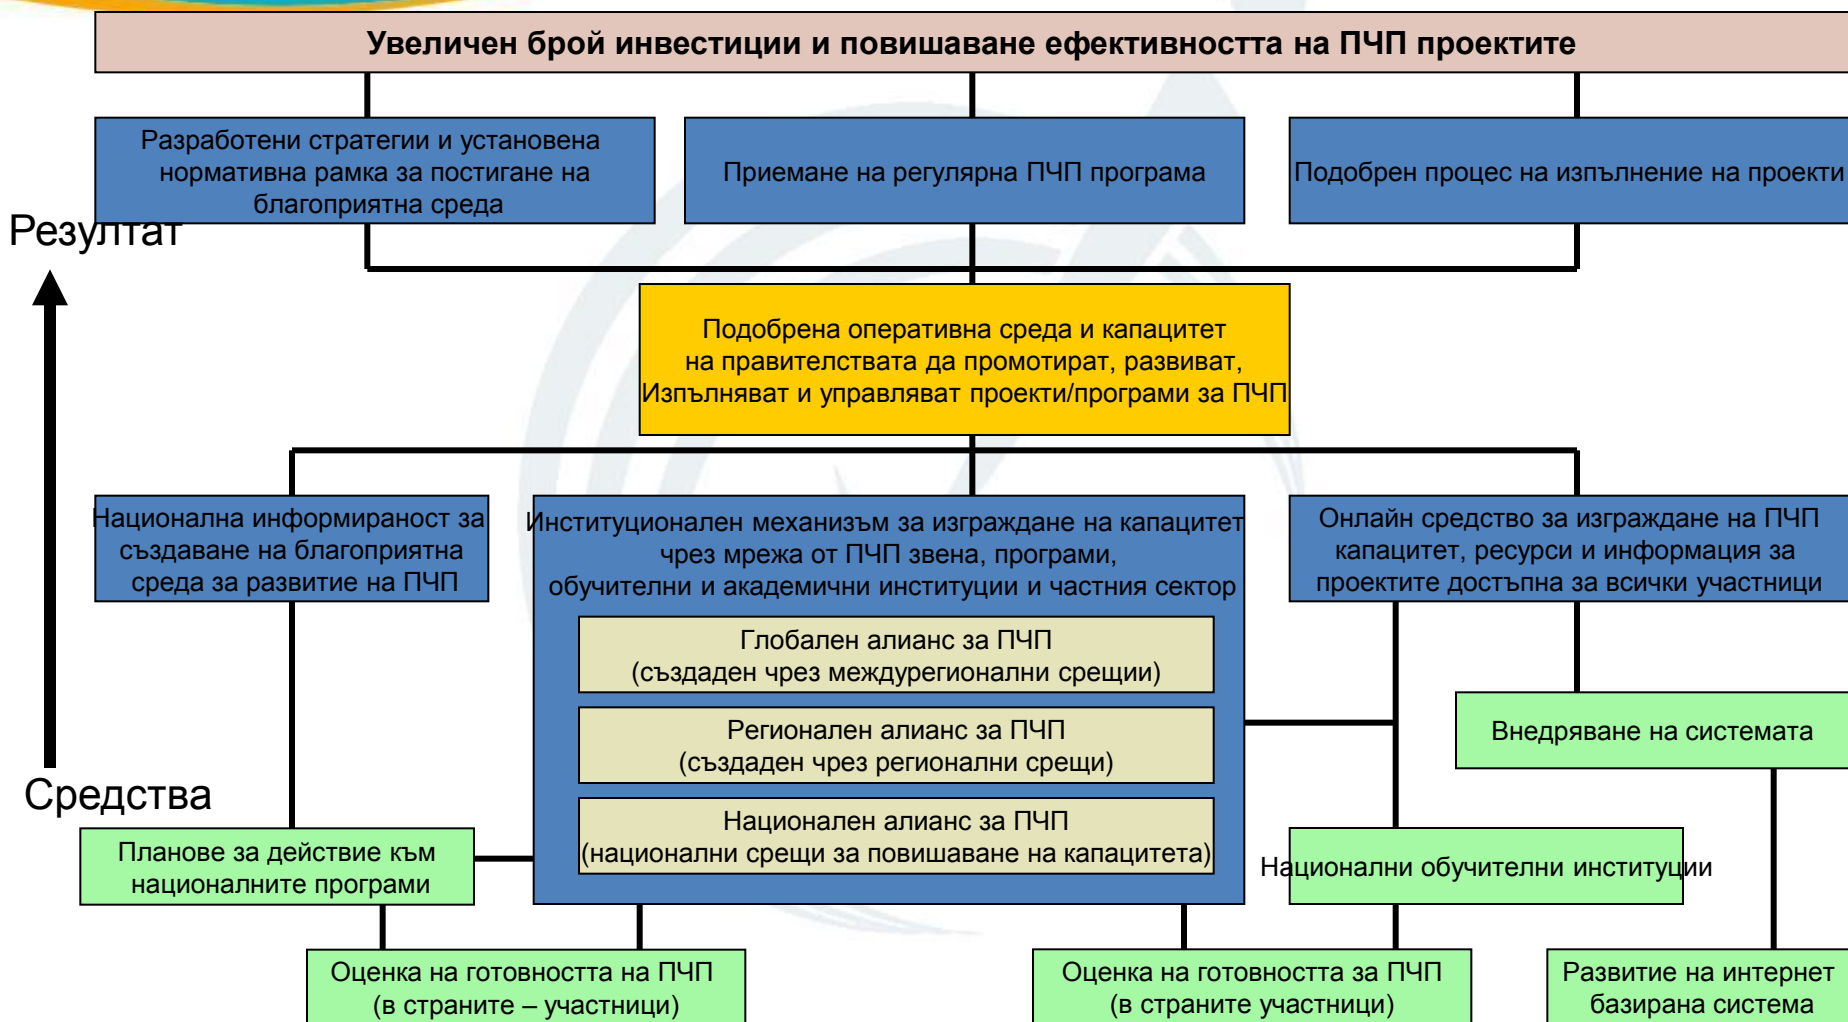 Увеличен брой инвестиции и повишаване ефективността на ПЧП проектите
Разработени стратегии и установена
нормативна рамка за постигане на
благоприятна среда
Приемане на регулярна ПЧП програма
Подобрен процес на изпълнение на проекти
Резултат
Подобрена оперативна среда и капацитет
на правителствата да промотират, развиват,
Изпълняват и управляват проекти/програми за ПЧП
Национална информираност за
създаване на благоприятна
среда за развитие на ПЧП
Институционален механизъм за изграждане на капацитет
чрез мрежа от ПЧП звена, програми,
обучителни и академични институции и частния сектор
Онлайн средство за изграждане на ПЧП
капацитет, ресурси и информация за
проектите достъпна за всички участници
Глобален алианс за ПЧП
(създаден чрез междурегионални срещии)
Регионален алианс за ПЧП
(създаден чрез регионални срещи)
Внедряване на системата
Средства
Национален алианс за ПЧП
(национални срещи за повишаване на капацитета)
Планове за действие към
националните програми
Национални обучителни институции
Оценка на готовността на ПЧП
(в страните – участници)
Оценка на готовността за ПЧП
(в страните участници)
Развитие на интернет
базирана система